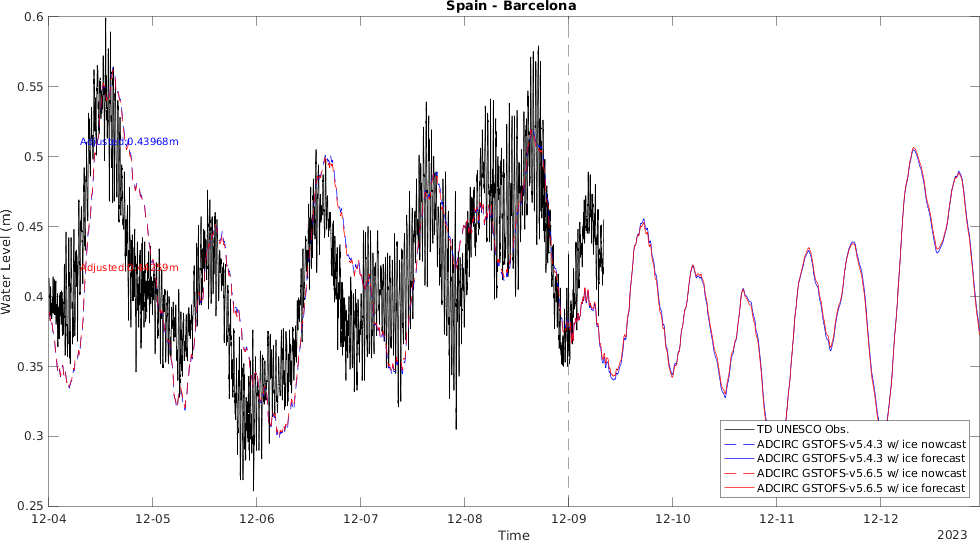 Spain - Barcelona
0.6
0.55
0.5
0.45
0.4
0.35
0.3
0.25
Water Level (m)
Adjusted:0.43968m
TD UNESCO Obs.
ADCIRC GSTOFS-v5.4.3 w/ ice nowcast
ADCIRC GSTOFS-v5.4.3 w/ ice forecast
ADCIRC GSTOFS-v5.6.5 w/ ice nowcast
ADCIRC GSTOFS-v5.6.5 w/ ice forecast
12-04
12-05
12-06
12-07
12-08
12-09
12-10
12-11
12-12
Time
2023